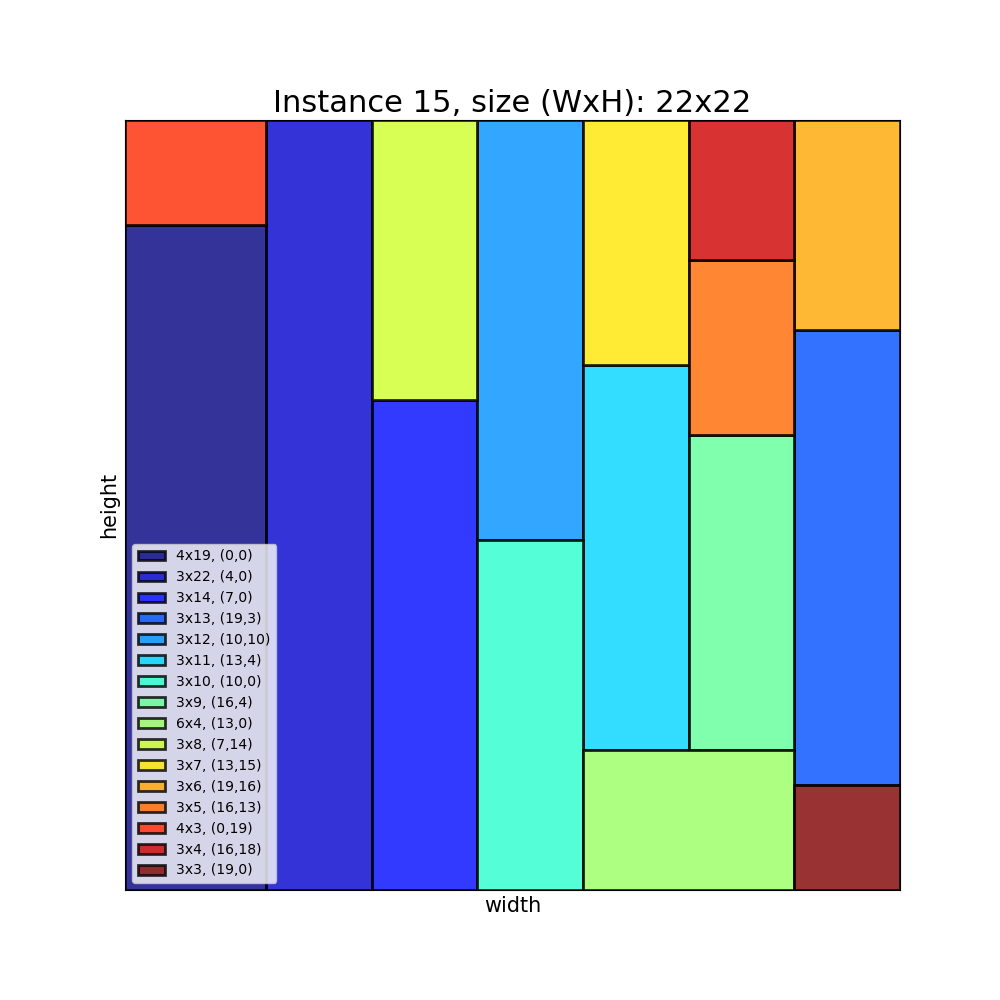 Instance 15, size (WxH): 22x22
height
4x19, (0,0)
3x22, (4,0)
3x14, (7,0)
3x13, (19,3)
3x12, (10,10)
3x11, (13,4)
3x10, (10,0)
3x9, (16,4)
6x4, (13,0)
3x8, (7,14)
3x7, (13,15)
3x6, (19,16)
3x5, (16,13)
4x3, (0,19)
3x4, (16,18)
3x3, (19,0)
width